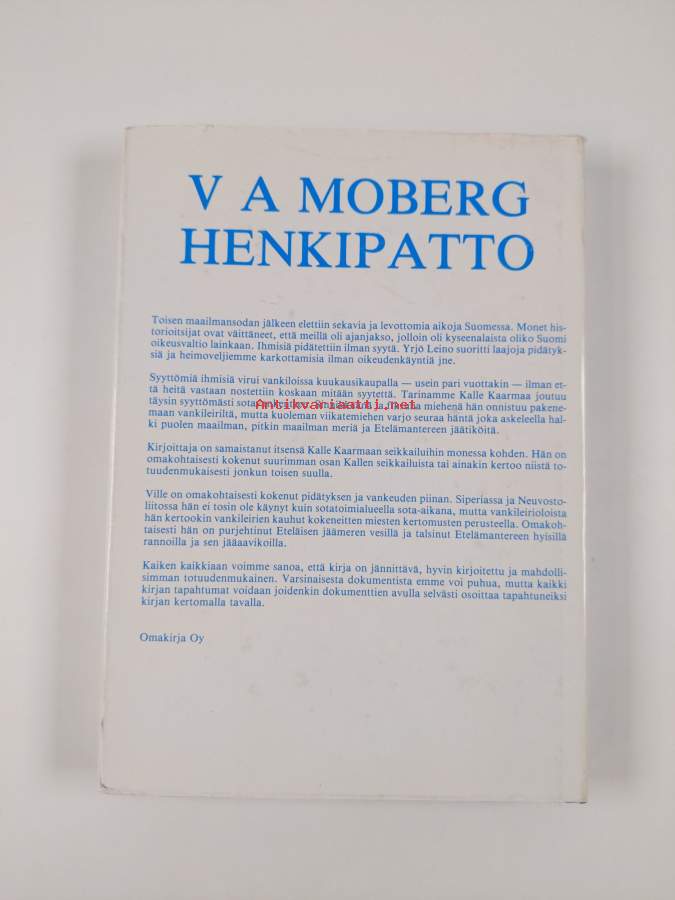 V A MOBERG
HENKIPATTO
Toisen maailmansodan jälkeen elettiin sekavia ja levottomia aikoja Suomessa. Monet his-
torioitsijat ovat väittäneet, että meillä oli ajanjakso, jolloin oli kyseenalaista oliko Suomi
oikeusvaltio lainkaan. Ihmisiä pidätettiin ilman syytä. Yrjö Leino suoritti laajoja pidätyk-
siä ja heimoveljiemme karkottamisia ilman oikeudenkäyntiä jne.
Syyttömiä ihmisiä virui vankiloissa kuukausikaupalla — usein pari vuottakin — ilman et-
tä heitä vastaan nostettiin koskaan mitään syytettä. Tarinamme Kalle Kaarmaa joutuu
täysin syyttömästi miehenä hän onnistuu pakene-
Antikvariaatti.net
maan vankileiriltä, mutta kuoleman viikatemiehen varjo seuraa häntä joka askeleella hal-
ki puolen maailman, pitkin maailman meriä ja Etelämantereen jäätiköitä.
Kirjoittaja on samaistanut itsensä Kalle Kaarmaan seikkailuihin monessa kohden. Hän on
omakohtaisesti kokenut suurimman osan Kallen seikkailuista tai ainakin kertoo niistä to-
tuudenmukaisesti jonkun toisen suulla.
Ville on omakohtaisesti kokenut pidätyksen ja vankeuden piinan. Siperiassa ja Neuvosto-
liitossa hän ei tosin ole käynyt kuin sotatoimialueella sota-aikana, mutta vankileirioloista
hän kertookin vankileirien kauhut kokeneitten miesten kertomusten perusteella. Omakoh-
taisesti hän on purjehtinut Eteläisen jäämeren vesillä ja talsinut Etelämantereen hyisillä
rannoilla ja sen jääaavikoilla.
Kaiken kaikkiaan voimme sanoa, että kirja on jännittävä, hyvin kirjoitettu ja mahdolli-
simman totuudenmukainen. Varsinaisesta dokumentista emme voi puhua, mutta kaikki
kirjan tapahtumat voidaan joidenkin dokumenttien avulla selvästi osoittaa tapahtuneiksi
kirjan kertomalla tavalla.
Omakirja Oy